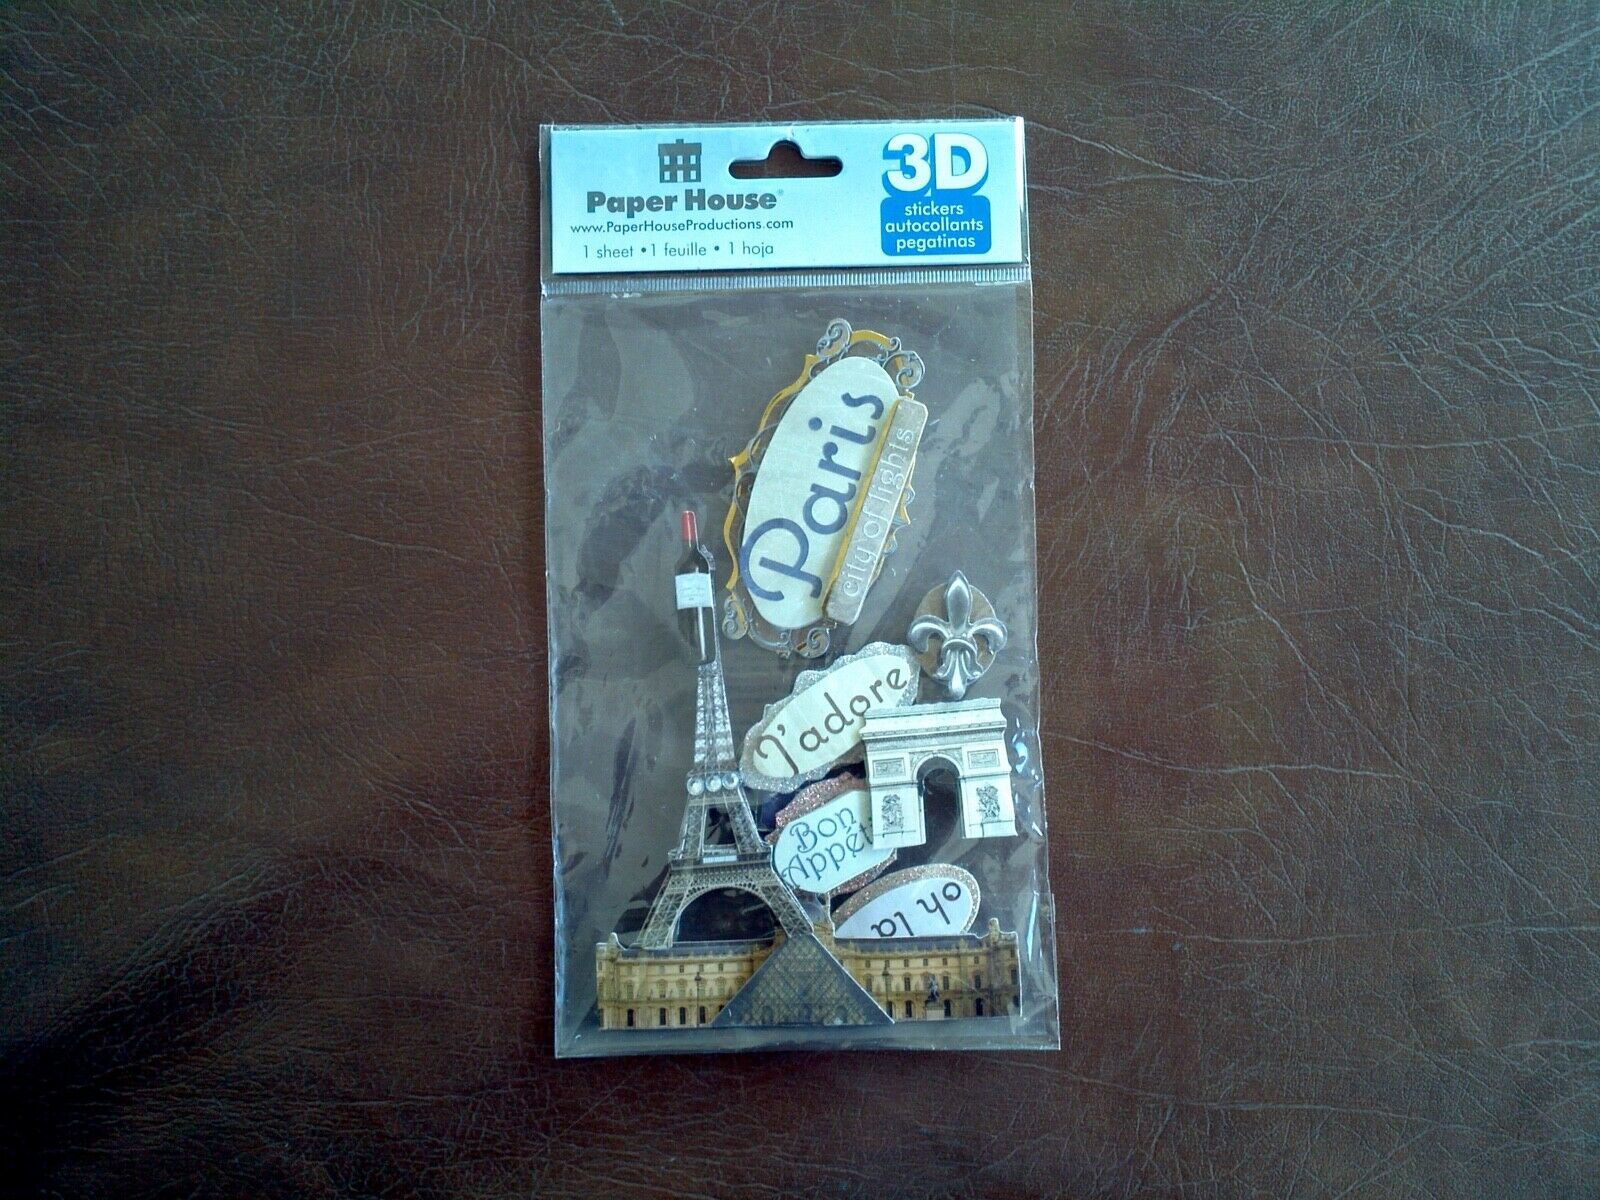 Paper House®
www.PaperHouseProductions.com
1 sheet • 1 feuille • 1 hoja
3D
stickers
autocollants
pegatinas
Paris
city of lights
J'adore
Bon
Appét
oh la